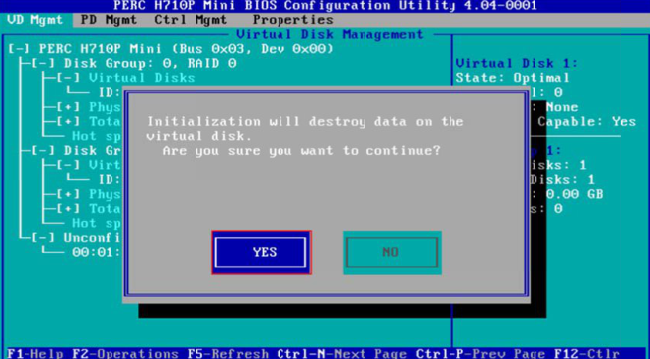 PERC H710P Mini BIOS Configuration Utility 4.04-0001
VD Mgmt PD Mgmt Ctrl Mgmt Properties
Virtual Disk Management
[-] PERC H710P Mini (Bus 0x03, Dev 0x00)
[-] Disk Group: 0, RAID 0
[-] Virtual Disks
ID:
[+] Phys
[+] Tota
Hot sp
[-] Disk Gr
[-] Virt
ID:
[+] Phys
[+] Tota
Hot sp
[-] Unconfi
00:01:
Virtual Disk 1:
State: Optimal
l: 0
: None
Capable: Yes
1:
isks: 1
Disks: 1
: 0.00 GB
s: 0
Initialization will destroy data on the
virtual disk.
Are you sure you want to continue?
YES NO
F1-Help F2-Operations F5-Refresh Ctrl-N-Next Page Ctrl-P-Prev Page F12-Ctlr